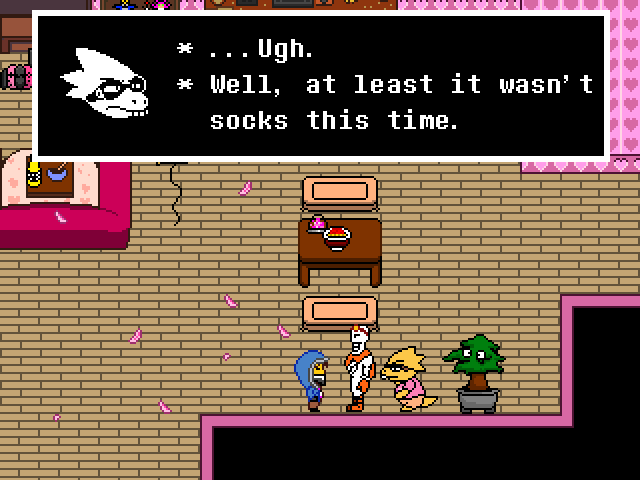 * ...Ugh.
* Well, at least it wasn't
socks this time.